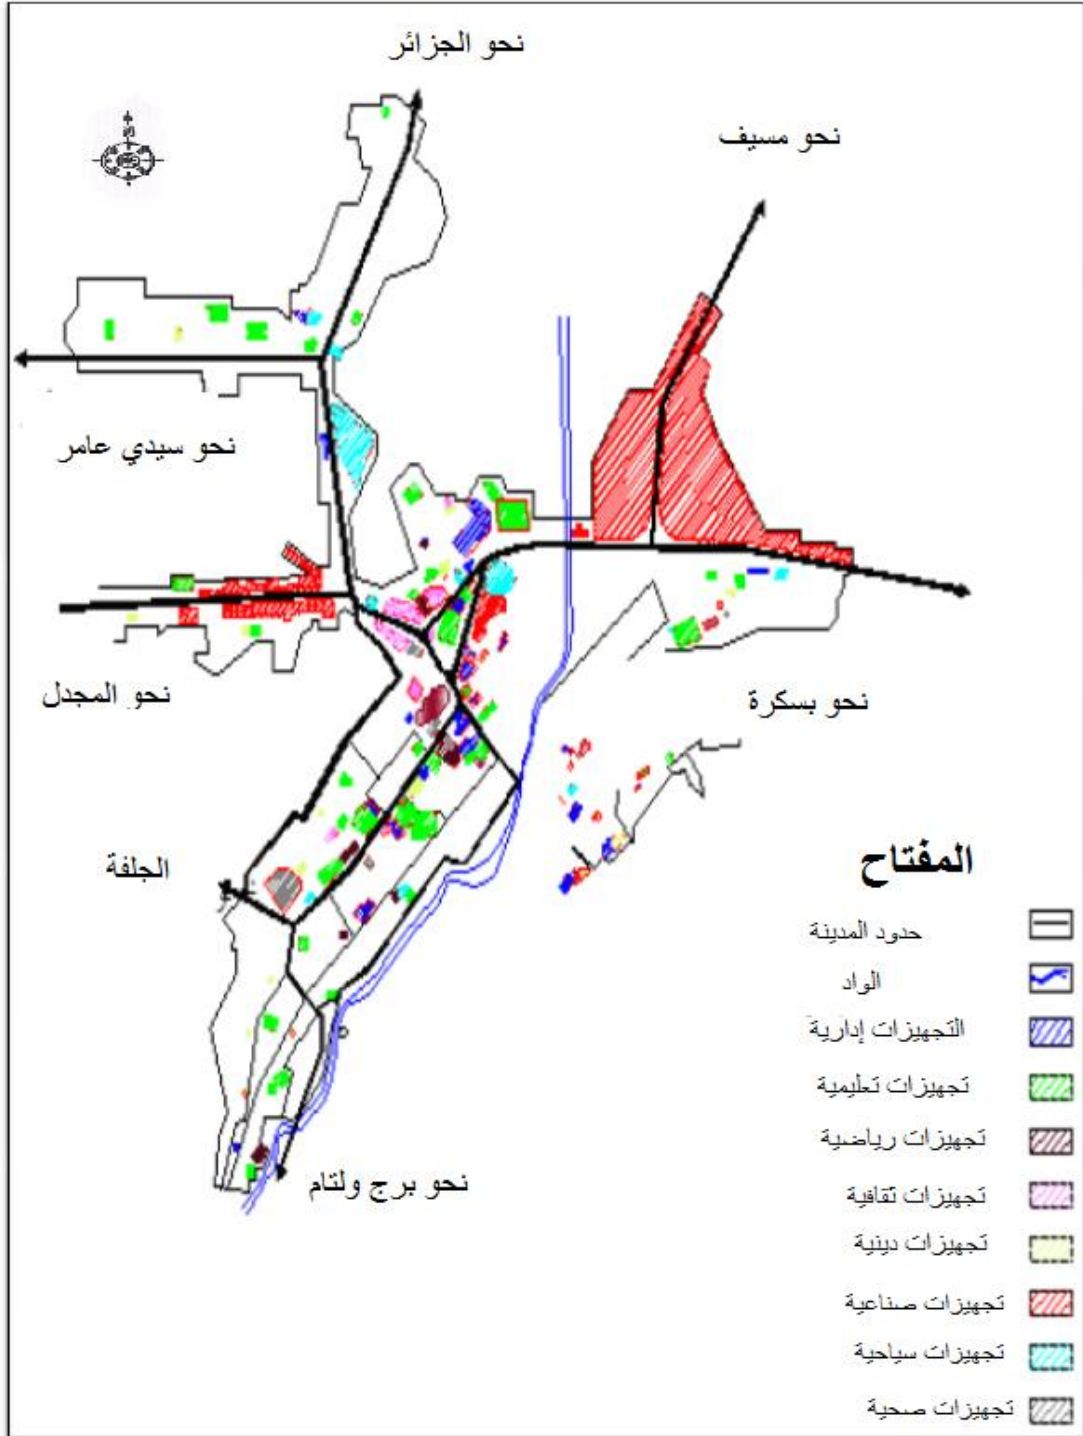 نحو الجزائر
نحو مسيف
نحو سيدي عامر
نحو المجدل
نحو بسكرة
الجلفة
نحو برج ولتام
المفتاح
حدود المدينة
الواد
التجهيزات إدارية
تجهيزات تعليمية
تجهيزات رياضية
تجهيزات ثقافية
تجهيزات دينية
تجهيزات صناعية
تجهيزات سياحية
تجهيزات صحية